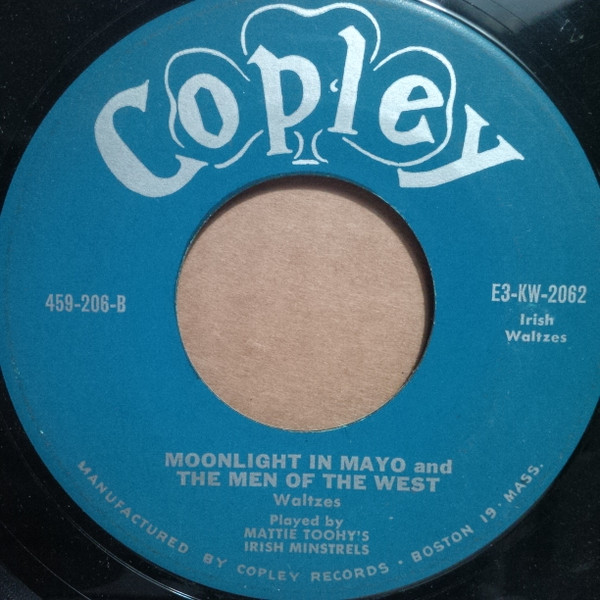 Copley
459-206-B
E3-KW-2062
Irish
Waltzes
MOONLIGHT IN MAYO and
THE MEN OF THE WEST
Waltzes
Played by
MATTIE TOOHY'S
IRISH MINSTRELS
MANUFACTURED BY COPLEY RECORDS · BOSTON 19 · MASS.